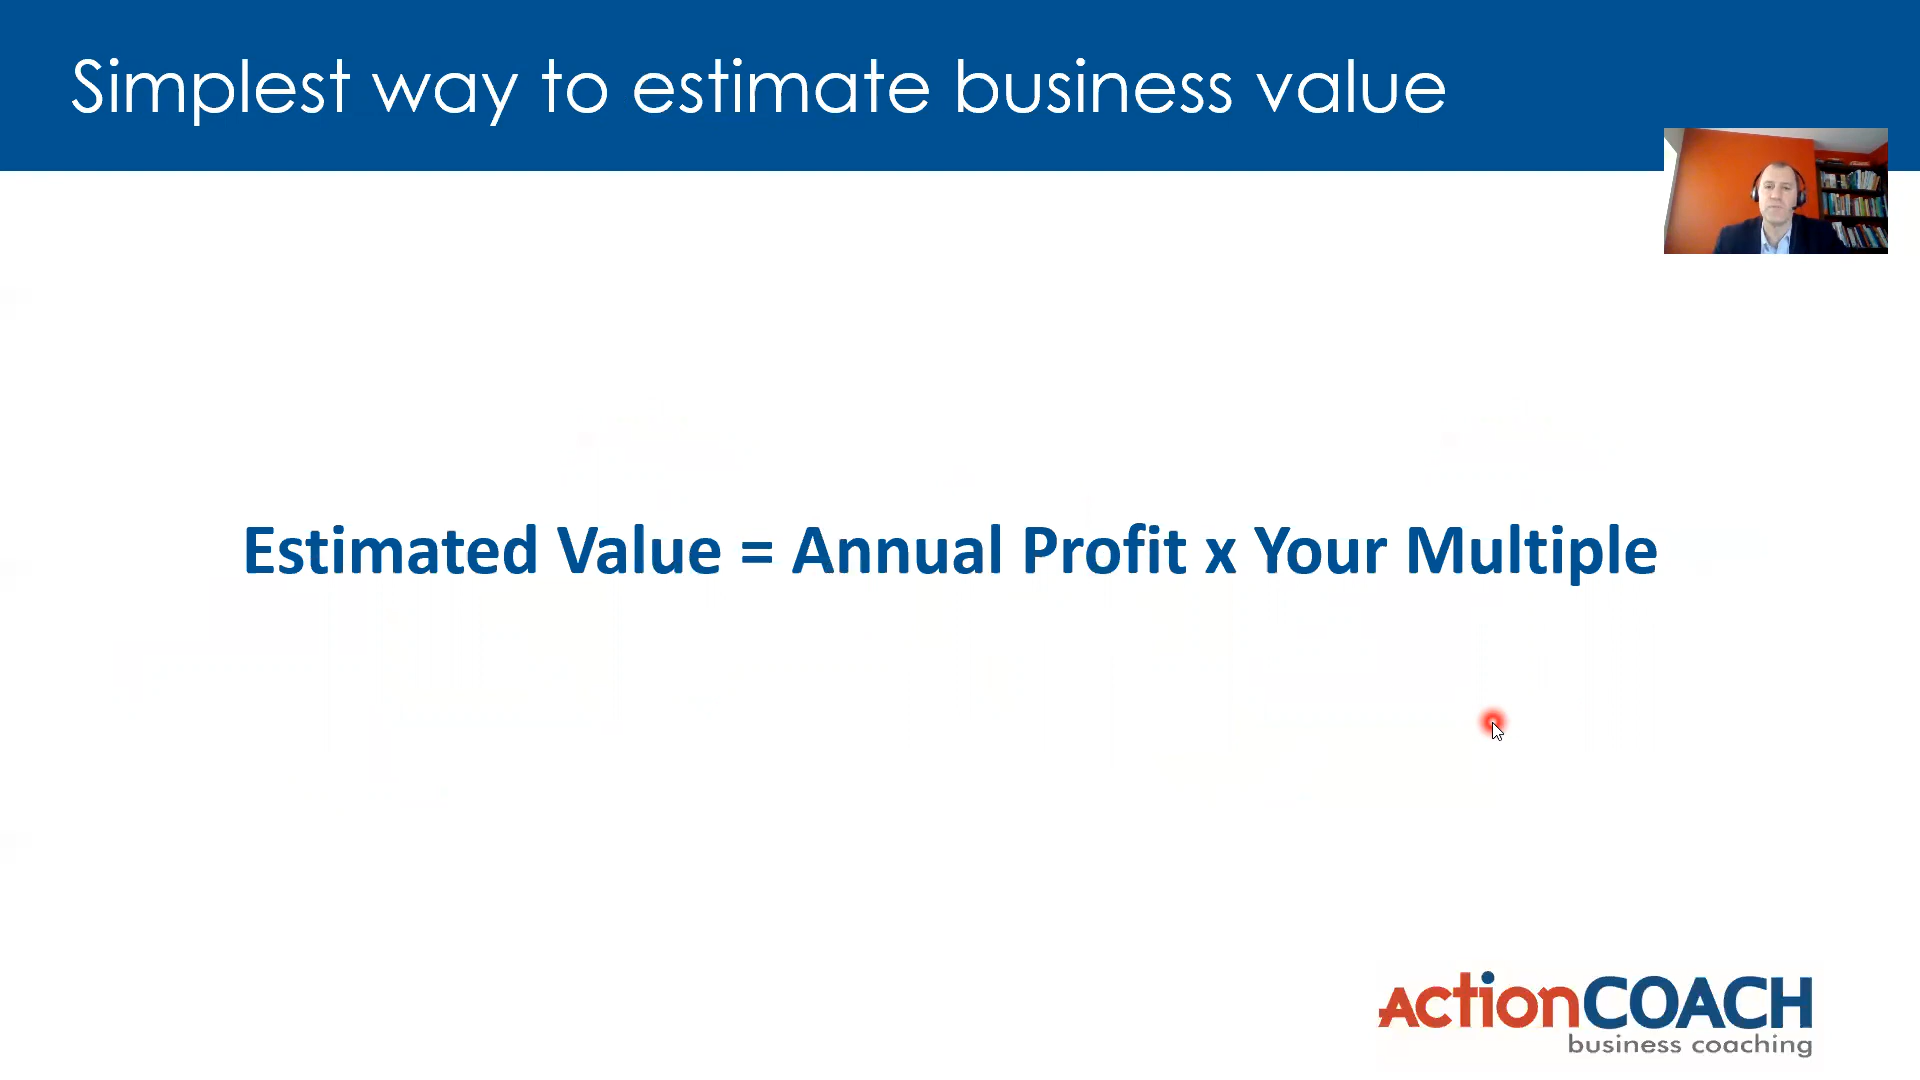 Simplest way to estimate business value
Estimated Value = Annual Profit x Your Multiple
actionCOACH
business coaching